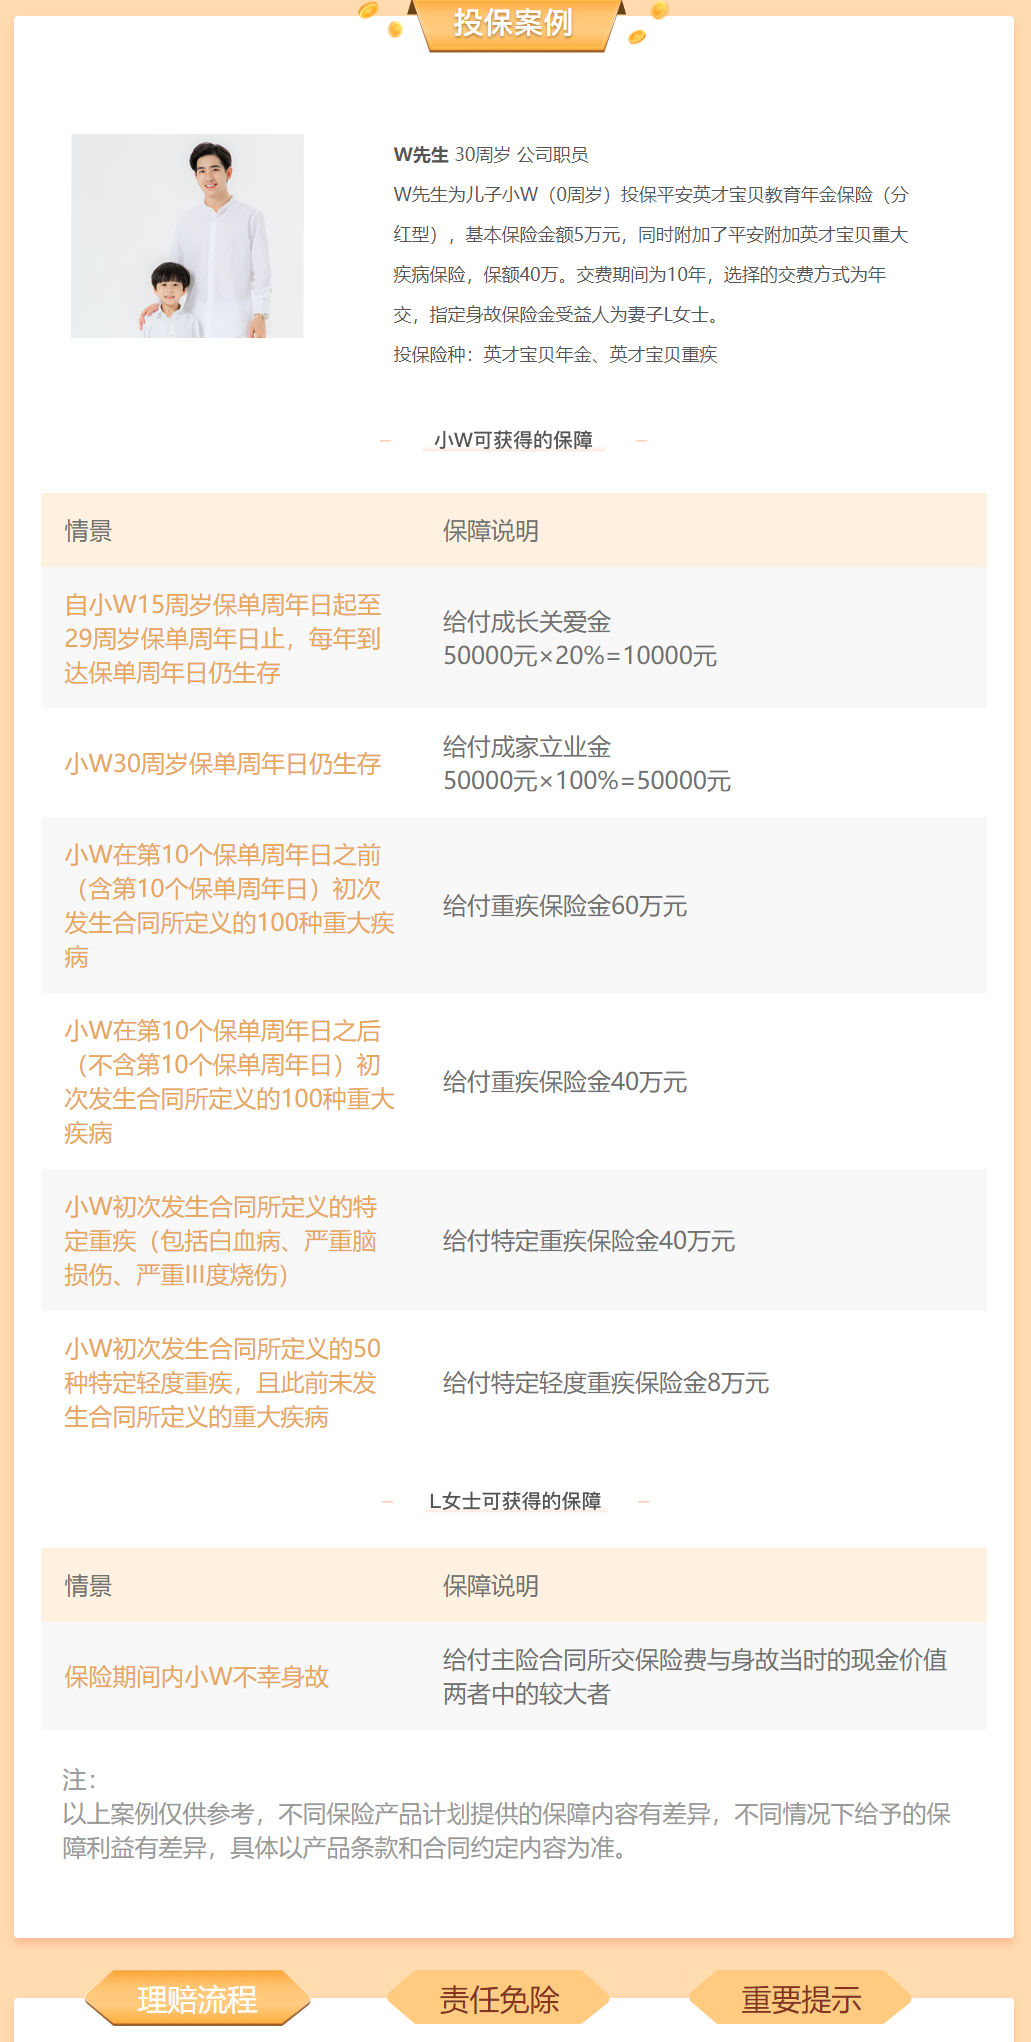 投保案例
W先生 30周岁 公司职员
W先生为儿子小W（0周岁）投保平安英才宝贝教育年金保险（分
红型），基本保险金额5万元，同时附加了平安附加英才宝贝重大
疾病保险，保额40万。交费期间为10年，选择的交费方式为年
交，指定身故保险金受益人为妻子L女士。
投保险种：英才宝贝年金、英才宝贝重疾
小W可获得的保障
情景
保障说明
自小W15周岁保单周年日起至
29周岁保单周年日止，每年到
达保单周年日仍生存
给付成长关爱金
50000元×20%=10000元
小W30周岁保单周年日仍生存
给付成家立业金
50000元×100%=50000元
小W在第10个保单周年日之前
（含第10个保单周年日）初次
发生合同所定义的100种重大疾
病
给付重疾保险金60万元
小W在第10个保单周年日之后
（不含第10个保单周年日）初
次发生合同所定义的100种重大
疾病
给付重疾保险金40万元
小W初次发生合同所定义的特
定重疾（包括白血病、严重脑
损伤、严重III度烧伤）
给付特定重疾保险金40万元
小W初次发生合同所定义的50
种特定轻度重疾，且此前未发
生合同所定义的重大疾病
给付特定轻度重疾保险金8万元
L女士可获得的保障
情景
保障说明
保险期间内小W不幸身故
给付主险合同所交保险费与身故当时的现金价值
两者中的较大者
注：
以上案例仅供参考，不同保险产品计划提供的保障内容有差异，不同情况下给予的保
障利益有差异，具体以产品条款和合同约定内容为准。
理赔流程
责任免除
重要提示